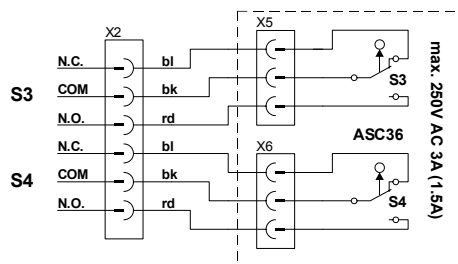 X2
X5
N.C. bl
COM bk
S3
N.O. rd
S3
N.C. bl
X6
ASC36
S4
COM bk
S4
N.O. rd
max. 250V AC 3A (1.5A)